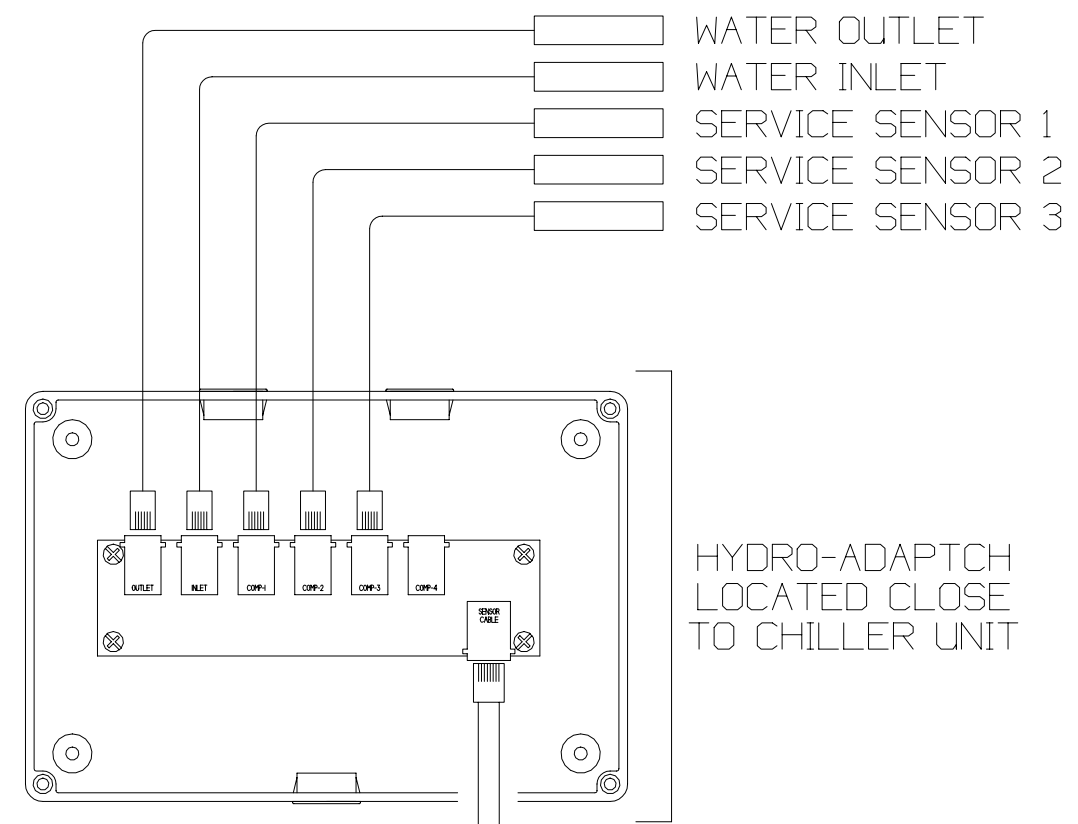 WATER OUTLET
WATER INLET
SERVICE SENSOR 1
SERVICE SENSOR 2
SERVICE SENSOR 3
OUTLET
INLET
COMP-1
COMP-2
COMP-3
COMP-4
SENSOR
CABLE
HYDRO-ADAPTCH
LOCATED CLOSE
TO CHILLER UNIT